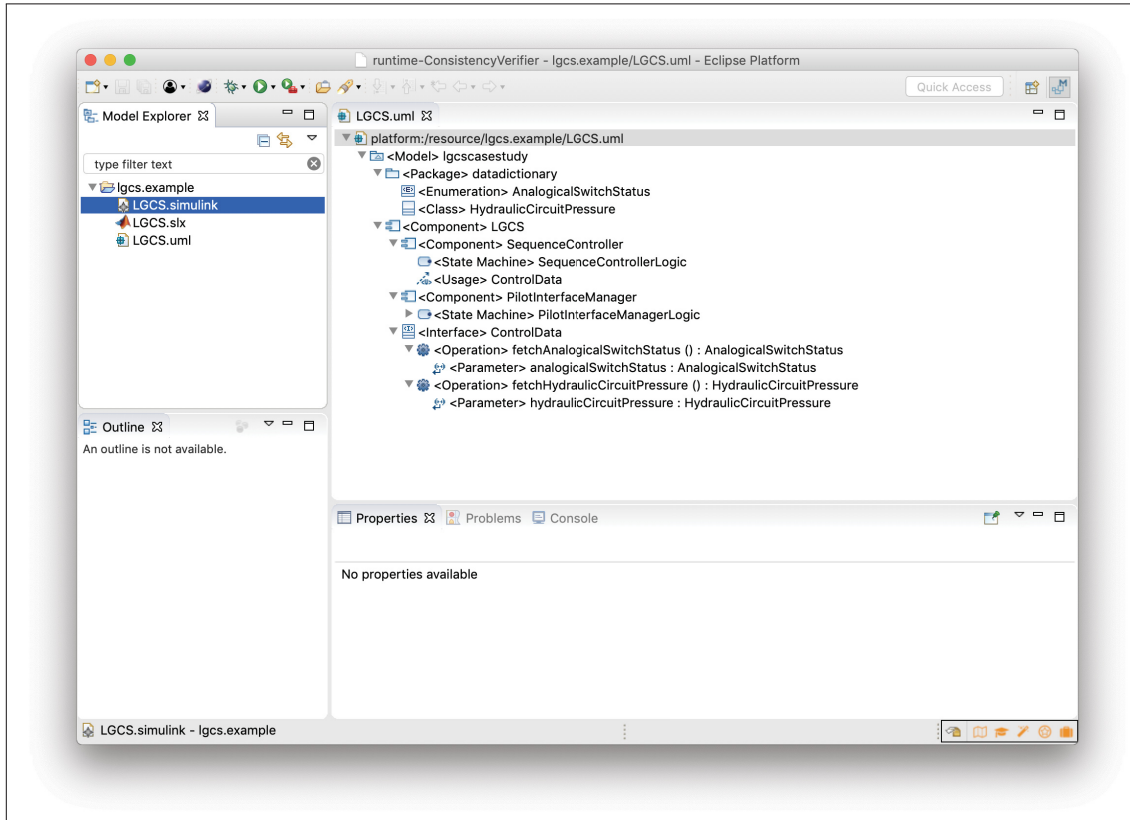 runtime-ConsistencyVerifier - lgcs.example/LGCS.uml - Eclipse Platform
Quick Access
Model Explorer
type filter text
lgcs.example
LGCS.simulink
LGCS.slx
LGCS.uml
Outline
An outline is not available.
LGCS.uml
platform:/resource/lgcs.example/LGCS.uml
<Model> lgcscasestudy
<Package> datadictionary
<Enumeration> AnalogicalSwitchStatus
<Class> HydraulicCircuitPressure
<Component> LGCS
<Component> SequenceController
<State Machine> SequenceControllerLogic
<Usage> ControlData
<Component> PilotInterfaceManager
<State Machine> PilotInterfaceManagerLogic
<Interface> ControlData
<Operation> fetchAnalogicalSwitchStatus () : AnalogicalSwitchStatus
<Parameter> analogicalSwitchStatus : AnalogicalSwitchStatus
<Operation> fetchHydraulicCircuitPressure () : HydraulicCircuitPressure
<Parameter> hydraulicCircuitPressure : HydraulicCircuitPressure
Properties Problems Console
No properties available
LGCS.simulink - lgcs.example